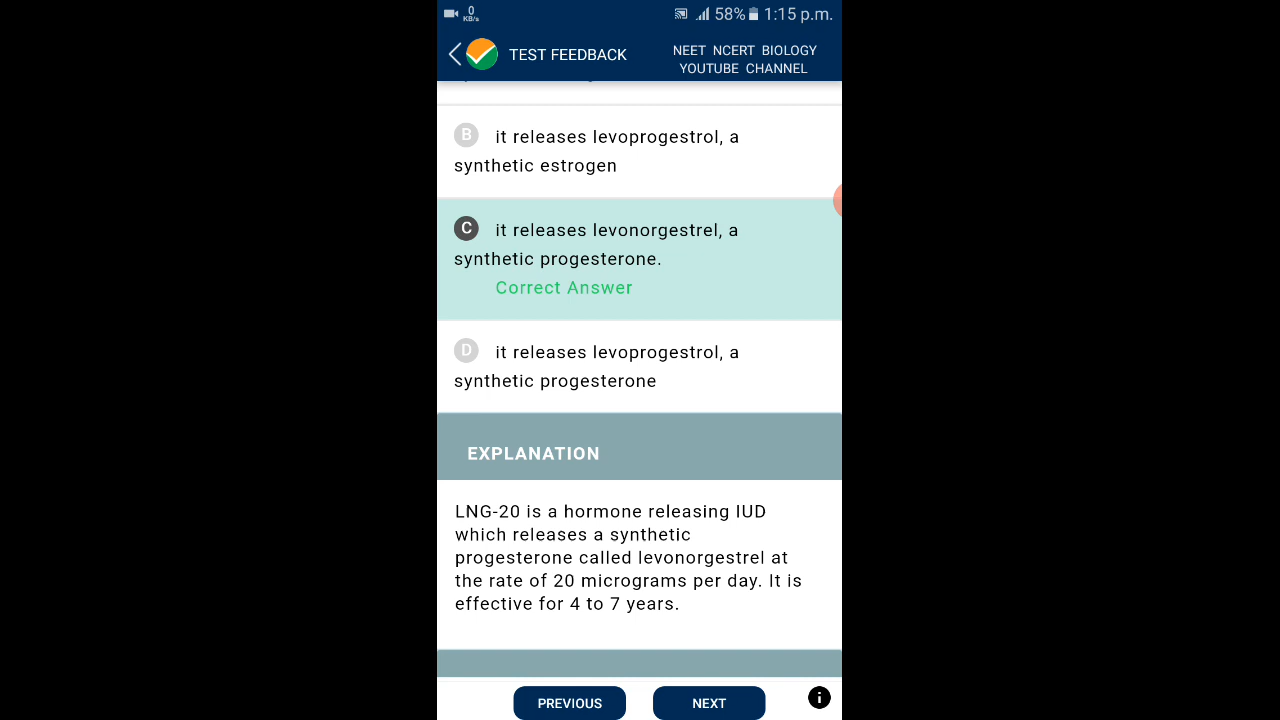 0
KB/s
58% 1:15 p.m.
TEST FEEDBACK
NEET NCERT BIOLOGY
YOUTUBE CHANNEL
B it releases levoprogestrol, a
synthetic estrogen
C it releases levonorgestrel, a
synthetic progesterone.
Correct Answer
D it releases levoprogestrol, a
synthetic progesterone
EXPLANATION
LNG-20 is a hormone releasing IUD
which releases a synthetic
progesterone called levonorgestrel at
the rate of 20 micrograms per day. It is
effective for 4 to 7 years.
PREVIOUS
NEXT
i